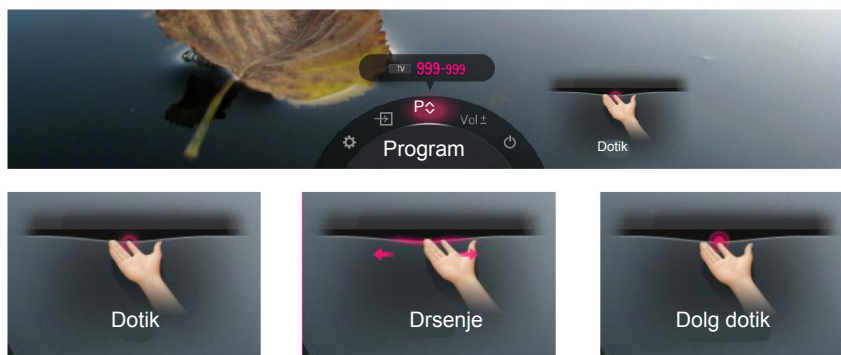 TV 999-999
P
Vol ±
Program
Dotik
Dotik
Drsenje
Dolg dotik